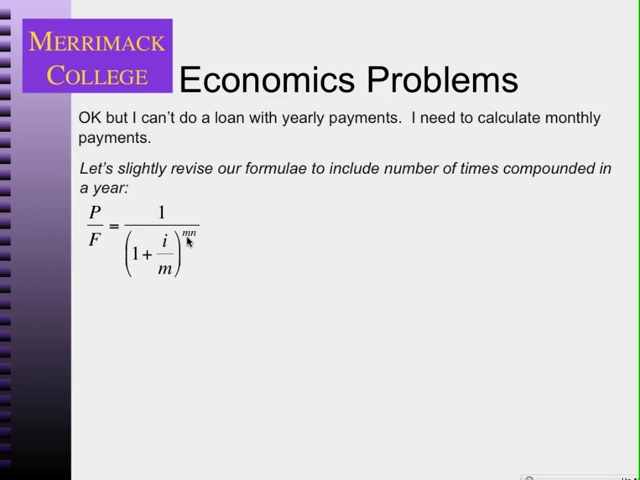 MERRIMACK
COLLEGE
Economics Problems
OK but I can't do a loan with yearly payments.  I need to calculate monthly
payments.
Let's slightly revise our formulae to include number of times compounded in
a year:
P/F = 1/(1 + i/m)^mn